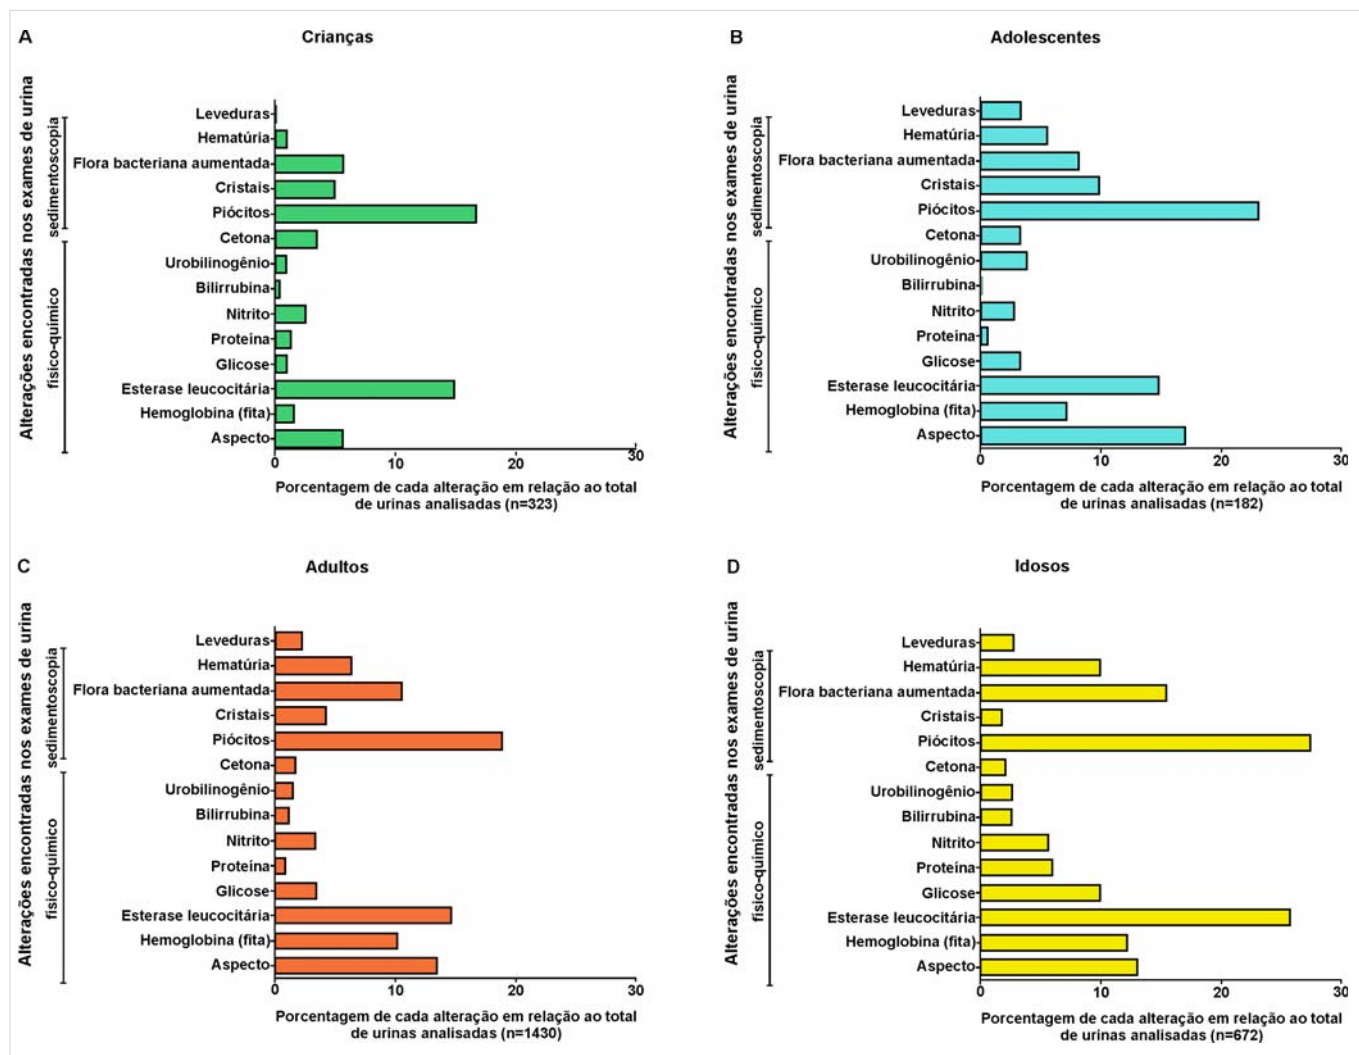 A
Crianças
Alterações encontradas nos exames de urina
sedimentoscopia
físico-químico
Leveduras
Hematúria
Flora bacteriana aumentada
Cristais
Piócitos
Cetona
Urobilinogênio
Bilirrubina
Nitrito
Proteína
Glicose
Esterase leucocitária
Hemoglobina (fita)
Aspecto
0 10 20 30
Porcentagem de cada alteração em relação ao total
de urinas analisadas (n=323)
B
Adolescentes
Alterações encontradas nos exames de urina
sedimentoscopia
físico-químico
Leveduras
Hematúria
Flora bacteriana aumentada
Cristais
Piócitos
Cetona
Urobilinogênio
Bilirrubina
Nitrito
Proteína
Glicose
Esterase leucocitária
Hemoglobina (fita)
Aspecto
0 10 20 30
Porcentagem de cada alteração em relação ao total
de urinas analisadas (n=182)
C
Adultos
Alterações encontradas nos exames de urina
sedimentoscopia
físico-químico
Leveduras
Hematúria
Flora bacteriana aumentada
Cristais
Piócitos
Cetona
Urobilinogênio
Bilirrubina
Nitrito
Proteína
Glicose
Esterase leucocitária
Hemoglobina (fita)
Aspecto
0 10 20 30
Porcentagem de cada alteração em relação ao total
de urinas analisadas (n=1430)
D
Idosos
Alterações encontradas nos exames de urina
sedimentoscopia
físico-químico
Leveduras
Hematúria
Flora bacteriana aumentada
Cristais
Piócitos
Cetona
Urobilinogênio
Bilirrubina
Nitrito
Proteína
Glicose
Esterase leucocitária
Hemoglobina (fita)
Aspecto
0 10 20 30
Porcentagem de cada alteração em relação ao total
de urinas analisadas (n=672)